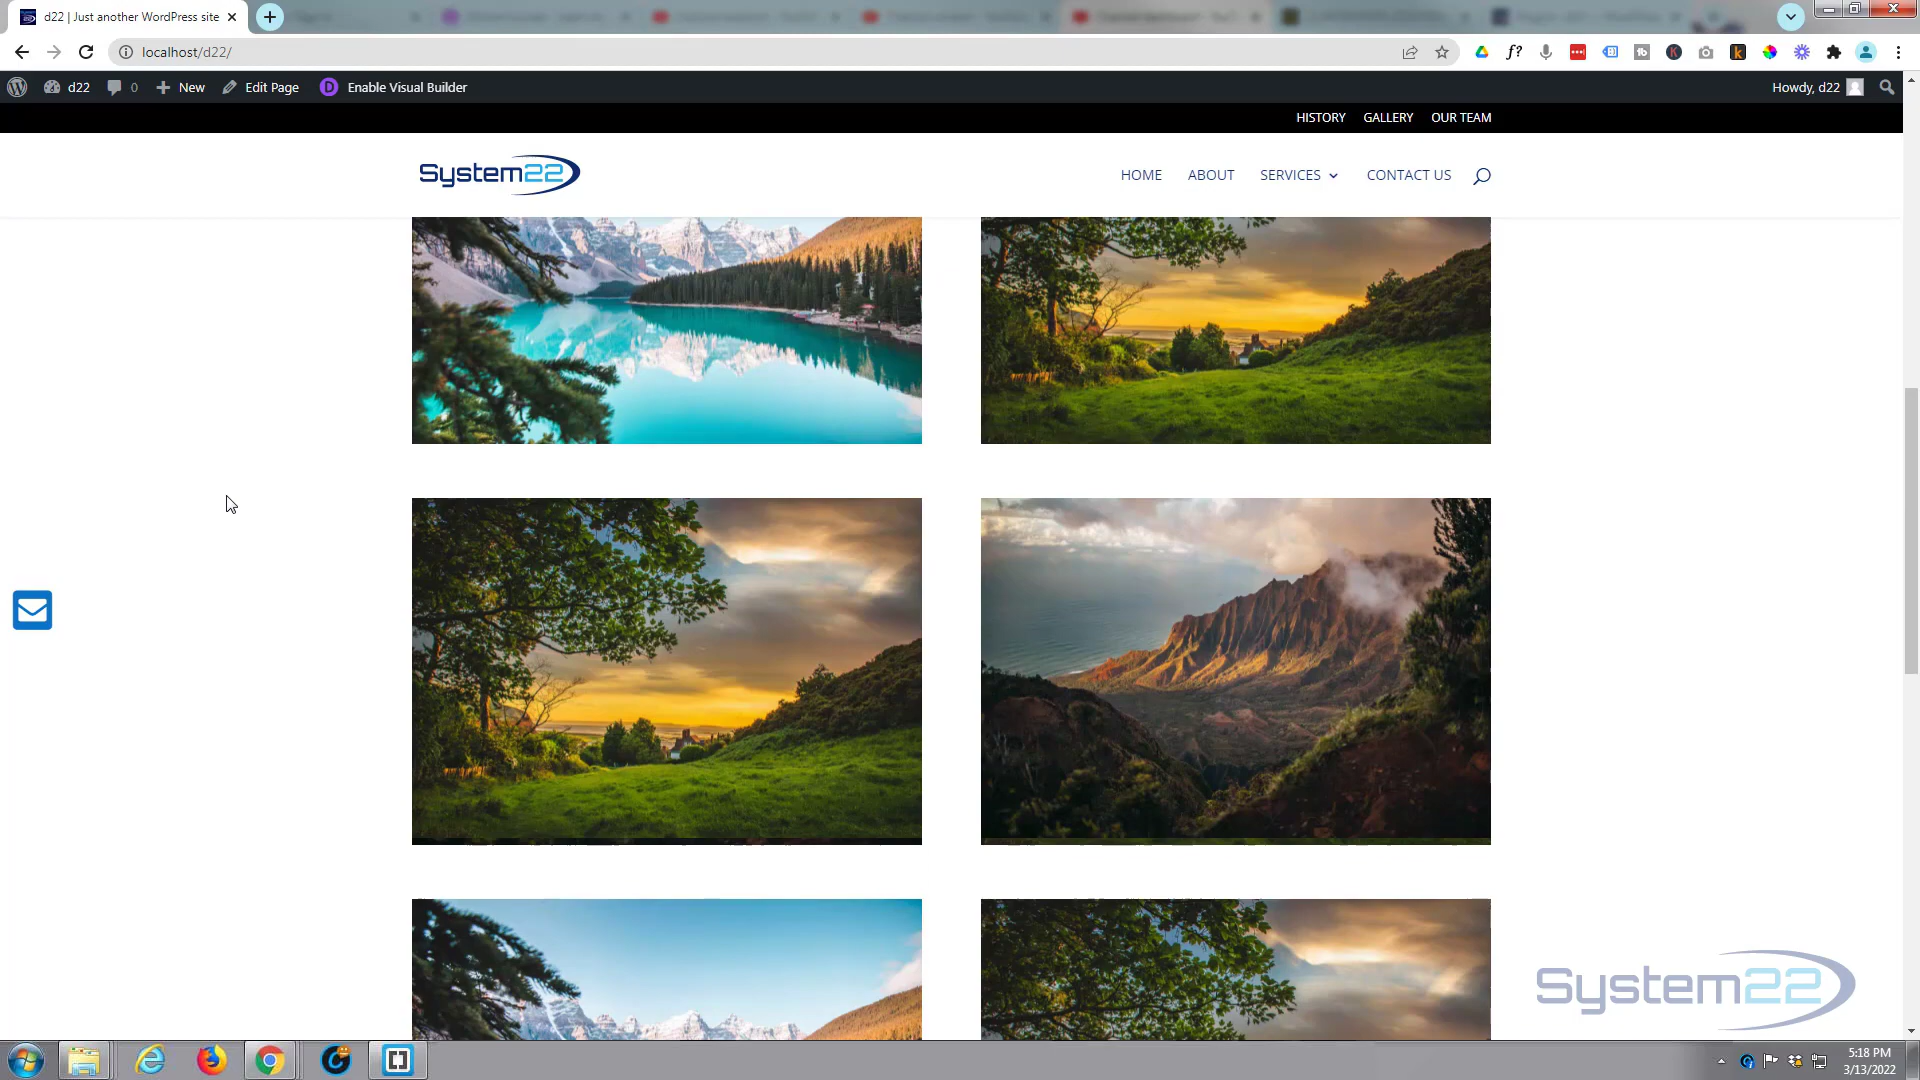 d22 | Just another WordPress site
localhost/d22/
d22 0 New Edit Page D Enable Visual Builder Howdy, d22
HISTORY GALLERY OUR TEAM
System22 HOME ABOUT SERVICES CONTACT US
System22
5:18 PM
3/13/2022